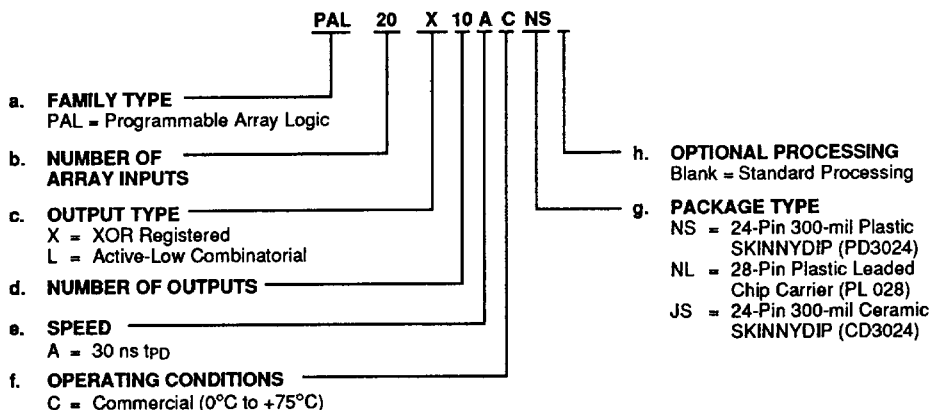 PAL 20 X 10 A C NS
a. FAMILY TYPE
PAL = Programmable Array Logic
b. NUMBER OF
ARRAY INPUTS
c. OUTPUT TYPE
X = XOR Registered
L = Active-Low Combinatorial
d. NUMBER OF OUTPUTS
e. SPEED
A = 30 ns tPD
f. OPERATING CONDITIONS
C = Commercial (0°C to +75°C)
h. OPTIONAL PROCESSING
Blank = Standard Processing
g. PACKAGE TYPE
NS = 24-Pin 300-mil Plastic
SKINNYDIP (PD3024)
NL = 28-Pin Plastic Leaded
Chip Carrier (PL 028)
JS = 24-Pin 300-mil Ceramic
SKINNYDIP (CD3024)